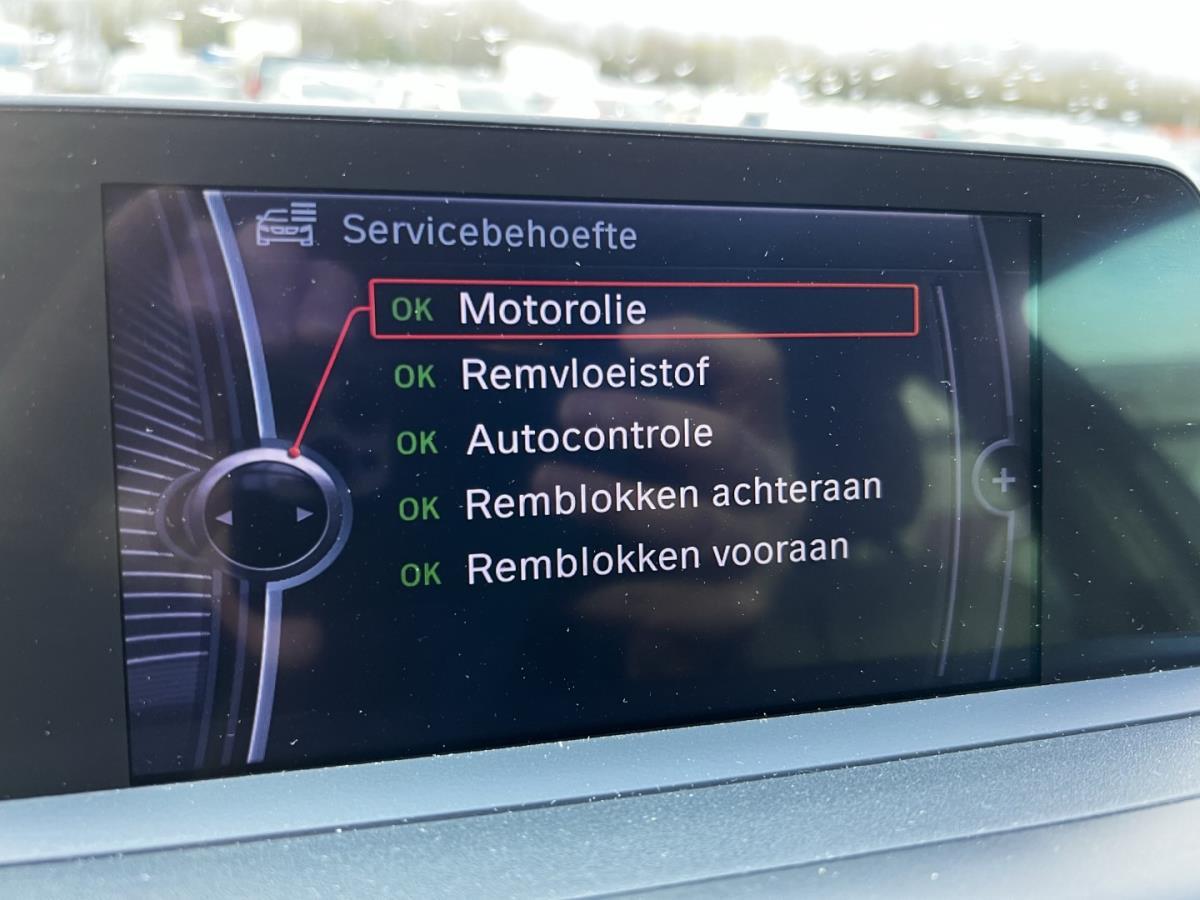 Servicebehoefte
OK Motorolie
OK Remvloeistof
OK Autocontrole
OK Remblokken achteraan
OK Remblokken vooraan